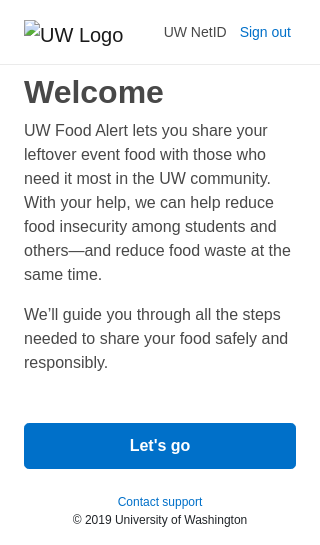 UW Logo
UW NetID
Sign out
Welcome
UW Food Alert lets you share your
leftover event food with those who
need it most in the UW community.
With your help, we can help reduce
food insecurity among students and
others—and reduce food waste at the
same time.
We’ll guide you through all the steps
needed to share your food safely and
responsibly.
Let's go
Contact support
© 2019 University of Washington